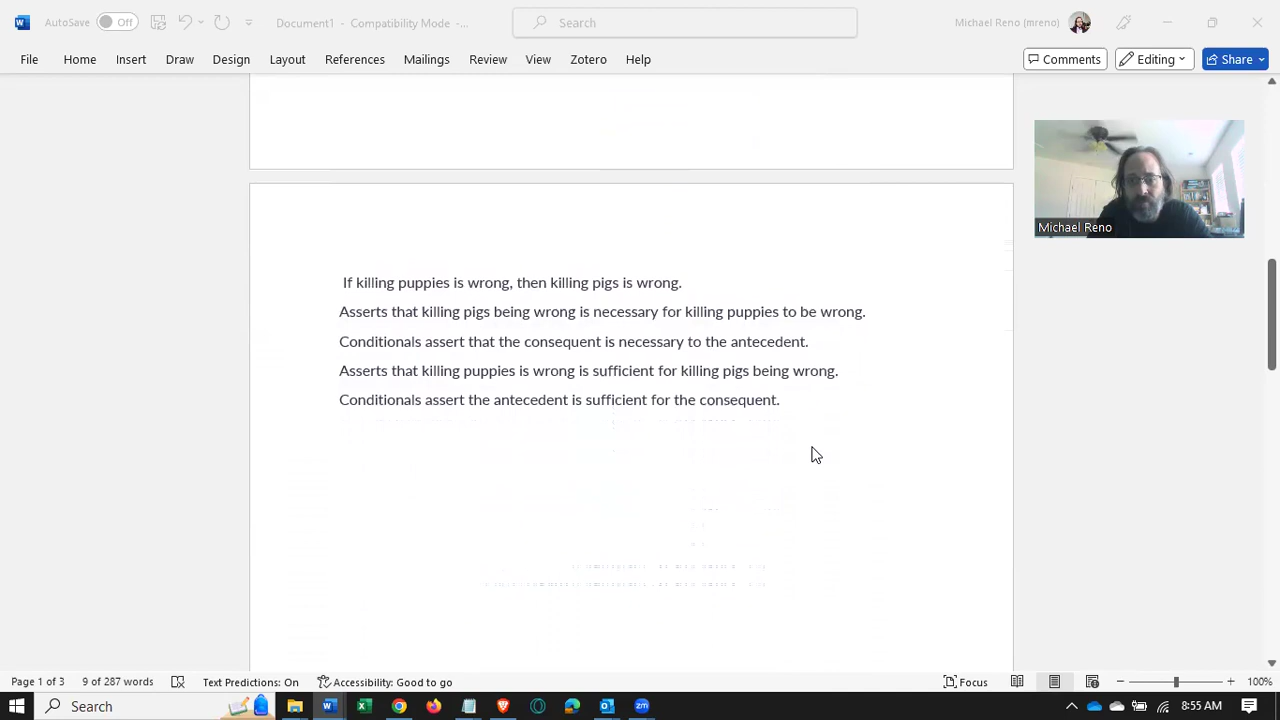 AutoSave Off Document1 - Compatibility Mode -... Search Michael Reno (mreno)
File Home Insert Draw Design Layout References Mailings Review View Zotero Help Comments Editing Share
If killing puppies is wrong, then killing pigs is wrong.
Asserts that killing pigs being wrong is necessary for killing puppies to be wrong.
Conditionals assert that the consequent is necessary to the antecedent.
Asserts that killing puppies is wrong is sufficient for killing pigs being wrong.
Conditionals assert the antecedent is sufficient for the consequent.
Michael Reno
Page 1 of 3 9 of 287 words Text Predictions: On Accessibility: Good to go Focus 100%
Search 8:55 AM